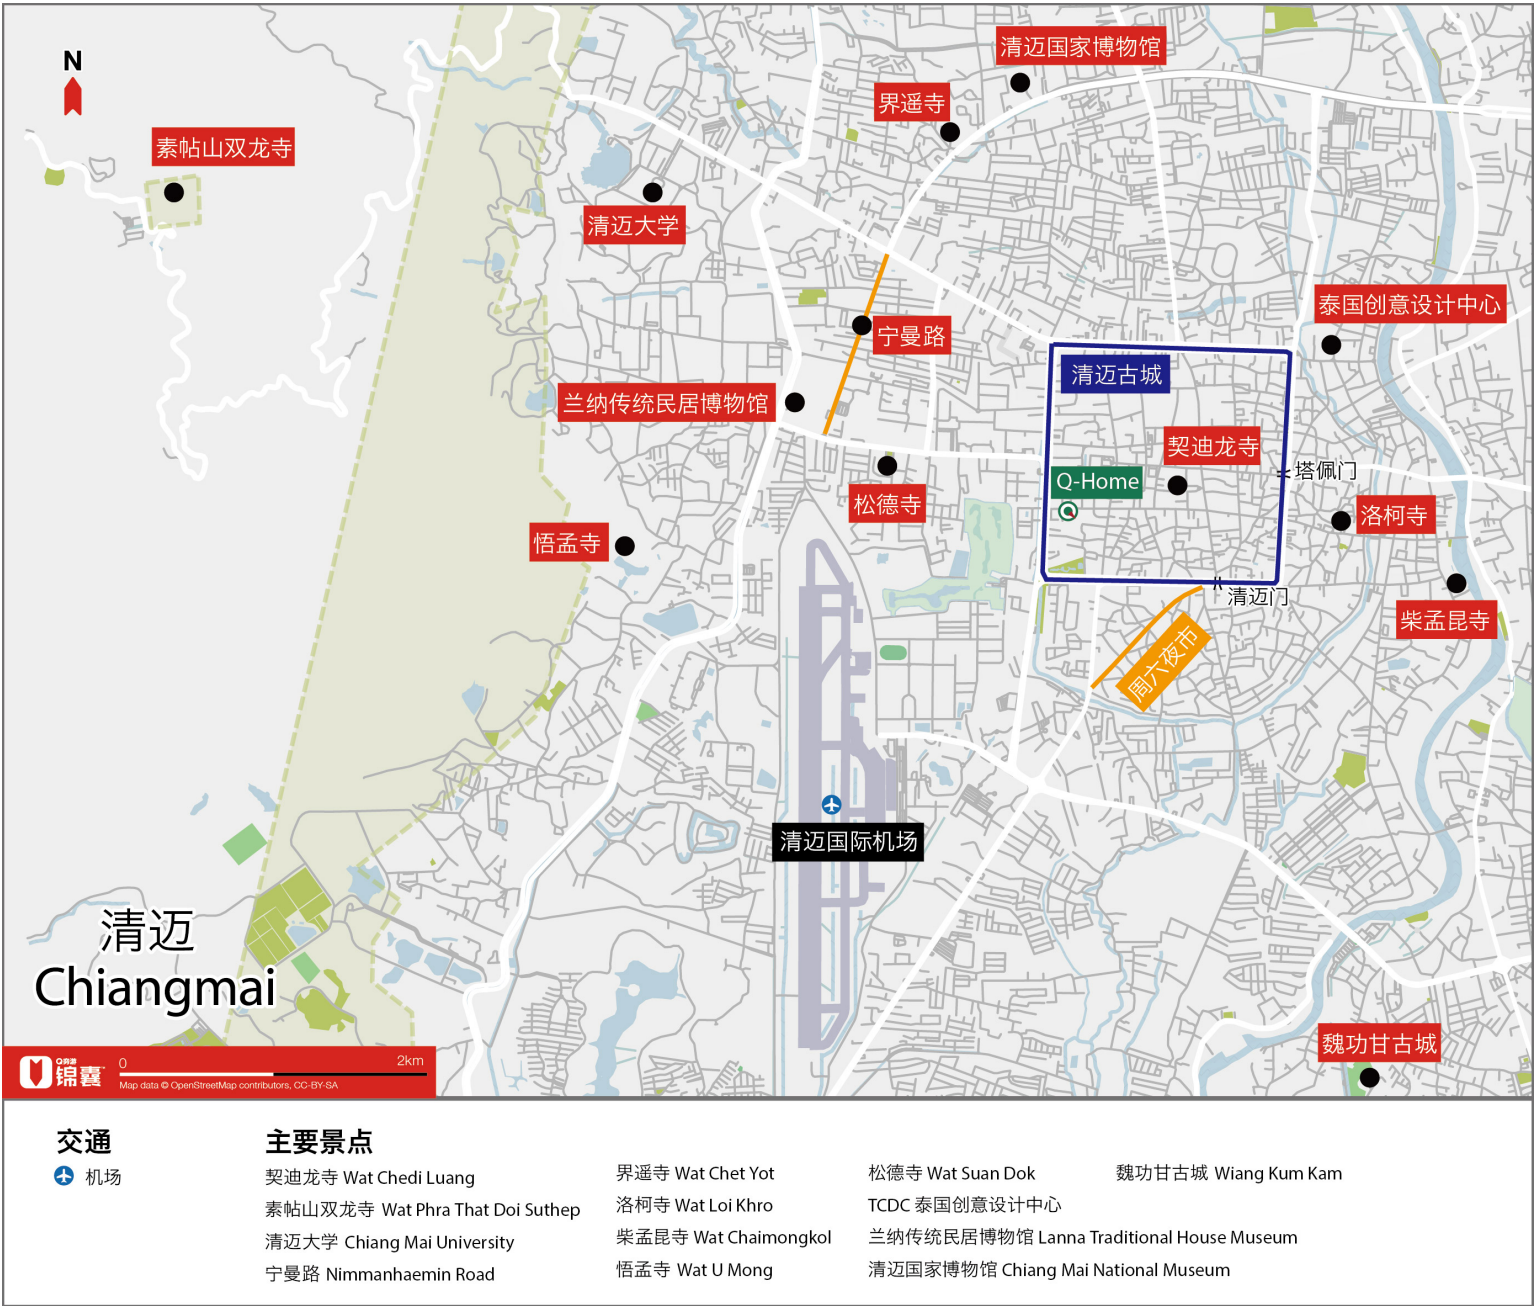 N
清迈国家博物馆
界遥寺
素帖山双龙寺
清迈大学
泰国创意设计中心
宁曼路
清迈古城
兰纳传统民居博物馆
契迪龙寺
塔佩门
Q-Home
松德寺
洛柯寺
悟孟寺
清迈门
柴孟昆寺
周六夜市
清迈国际机场
清迈
Chiangmai
魏功甘古城
Q穷游
锦囊
0
2km
Map data © OpenStreetMap contributors, CC-BY-SA
交通
机场
主要景点
契迪龙寺 Wat Chedi Luang
素帖山双龙寺 Wat Phra That Doi Suthep
清迈大学 Chiang Mai University
宁曼路 Nimmanhaemin Road
界遥寺 Wat Chet Yot
洛柯寺 Wat Loi Khro
柴孟昆寺 Wat Chaimongkol
悟孟寺 Wat U Mong
松德寺 Wat Suan Dok
TCDC 泰国创意设计中心
兰纳传统民居博物馆 Lanna Traditional House Museum
清迈国家博物馆 Chiang Mai National Museum
魏功甘古城 Wiang Kum Kam